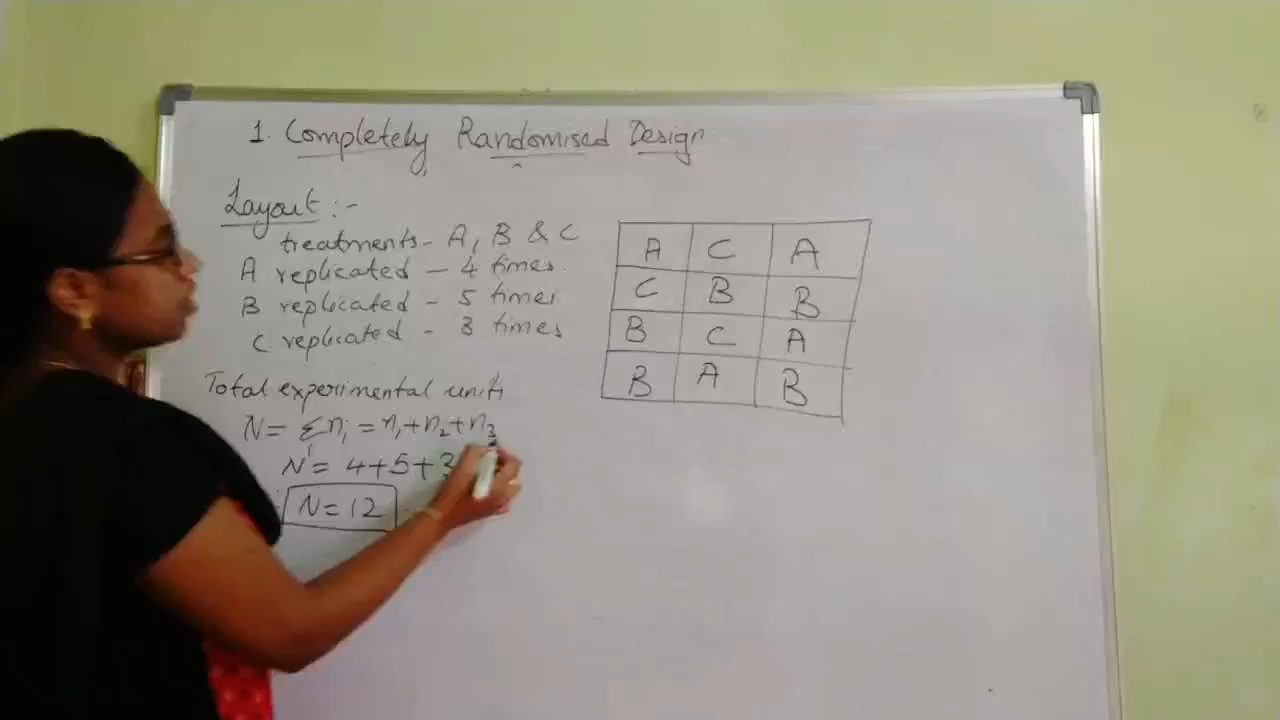 1. Completely Randomised Design
Layout :-
treatments - A, B & C
A replicated - 4 times.
B replicated - 5 times
C replicated - 3 times
Total experimental units
N = Σ ni = n1 + n2 + n3
i
N = 4 + 5 + 3
N = 12
A C A
C B B
B C A
B A B